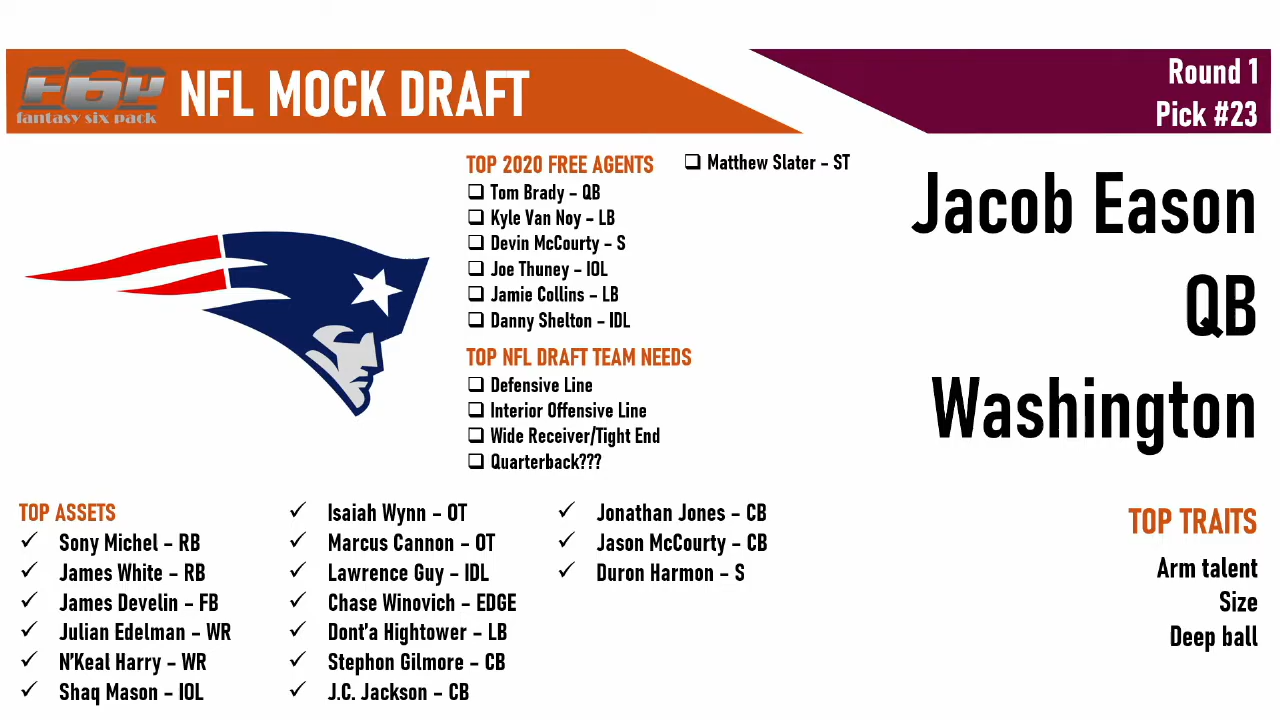 F6P
fantasy six pack
NFL MOCK DRAFT
Round 1
Pick #23
TOP 2020 FREE AGENTS
Tom Brady – QB
Kyle Van Noy – LB
Devin McCourty – S
Joe Thuney – IOL
Jamie Collins – LB
Danny Shelton – IDL
Matthew Slater – ST
TOP NFL DRAFT TEAM NEEDS
Defensive Line
Interior Offensive Line
Wide Receiver/Tight End
Quarterback???
Jacob Eason
QB
Washington
TOP ASSETS
Sony Michel – RB
James White – RB
James Develin – FB
Julian Edelman – WR
N'Keal Harry – WR
Shaq Mason – IOL
Isaiah Wynn – OT
Marcus Cannon – OT
Lawrence Guy – IDL
Chase Winovich – EDGE
Dont'a Hightower – LB
Stephon Gilmore – CB
J.C. Jackson – CB
Jonathan Jones – CB
Jason McCourty – CB
Duron Harmon – S
TOP TRAITS
Arm talent
Size
Deep ball